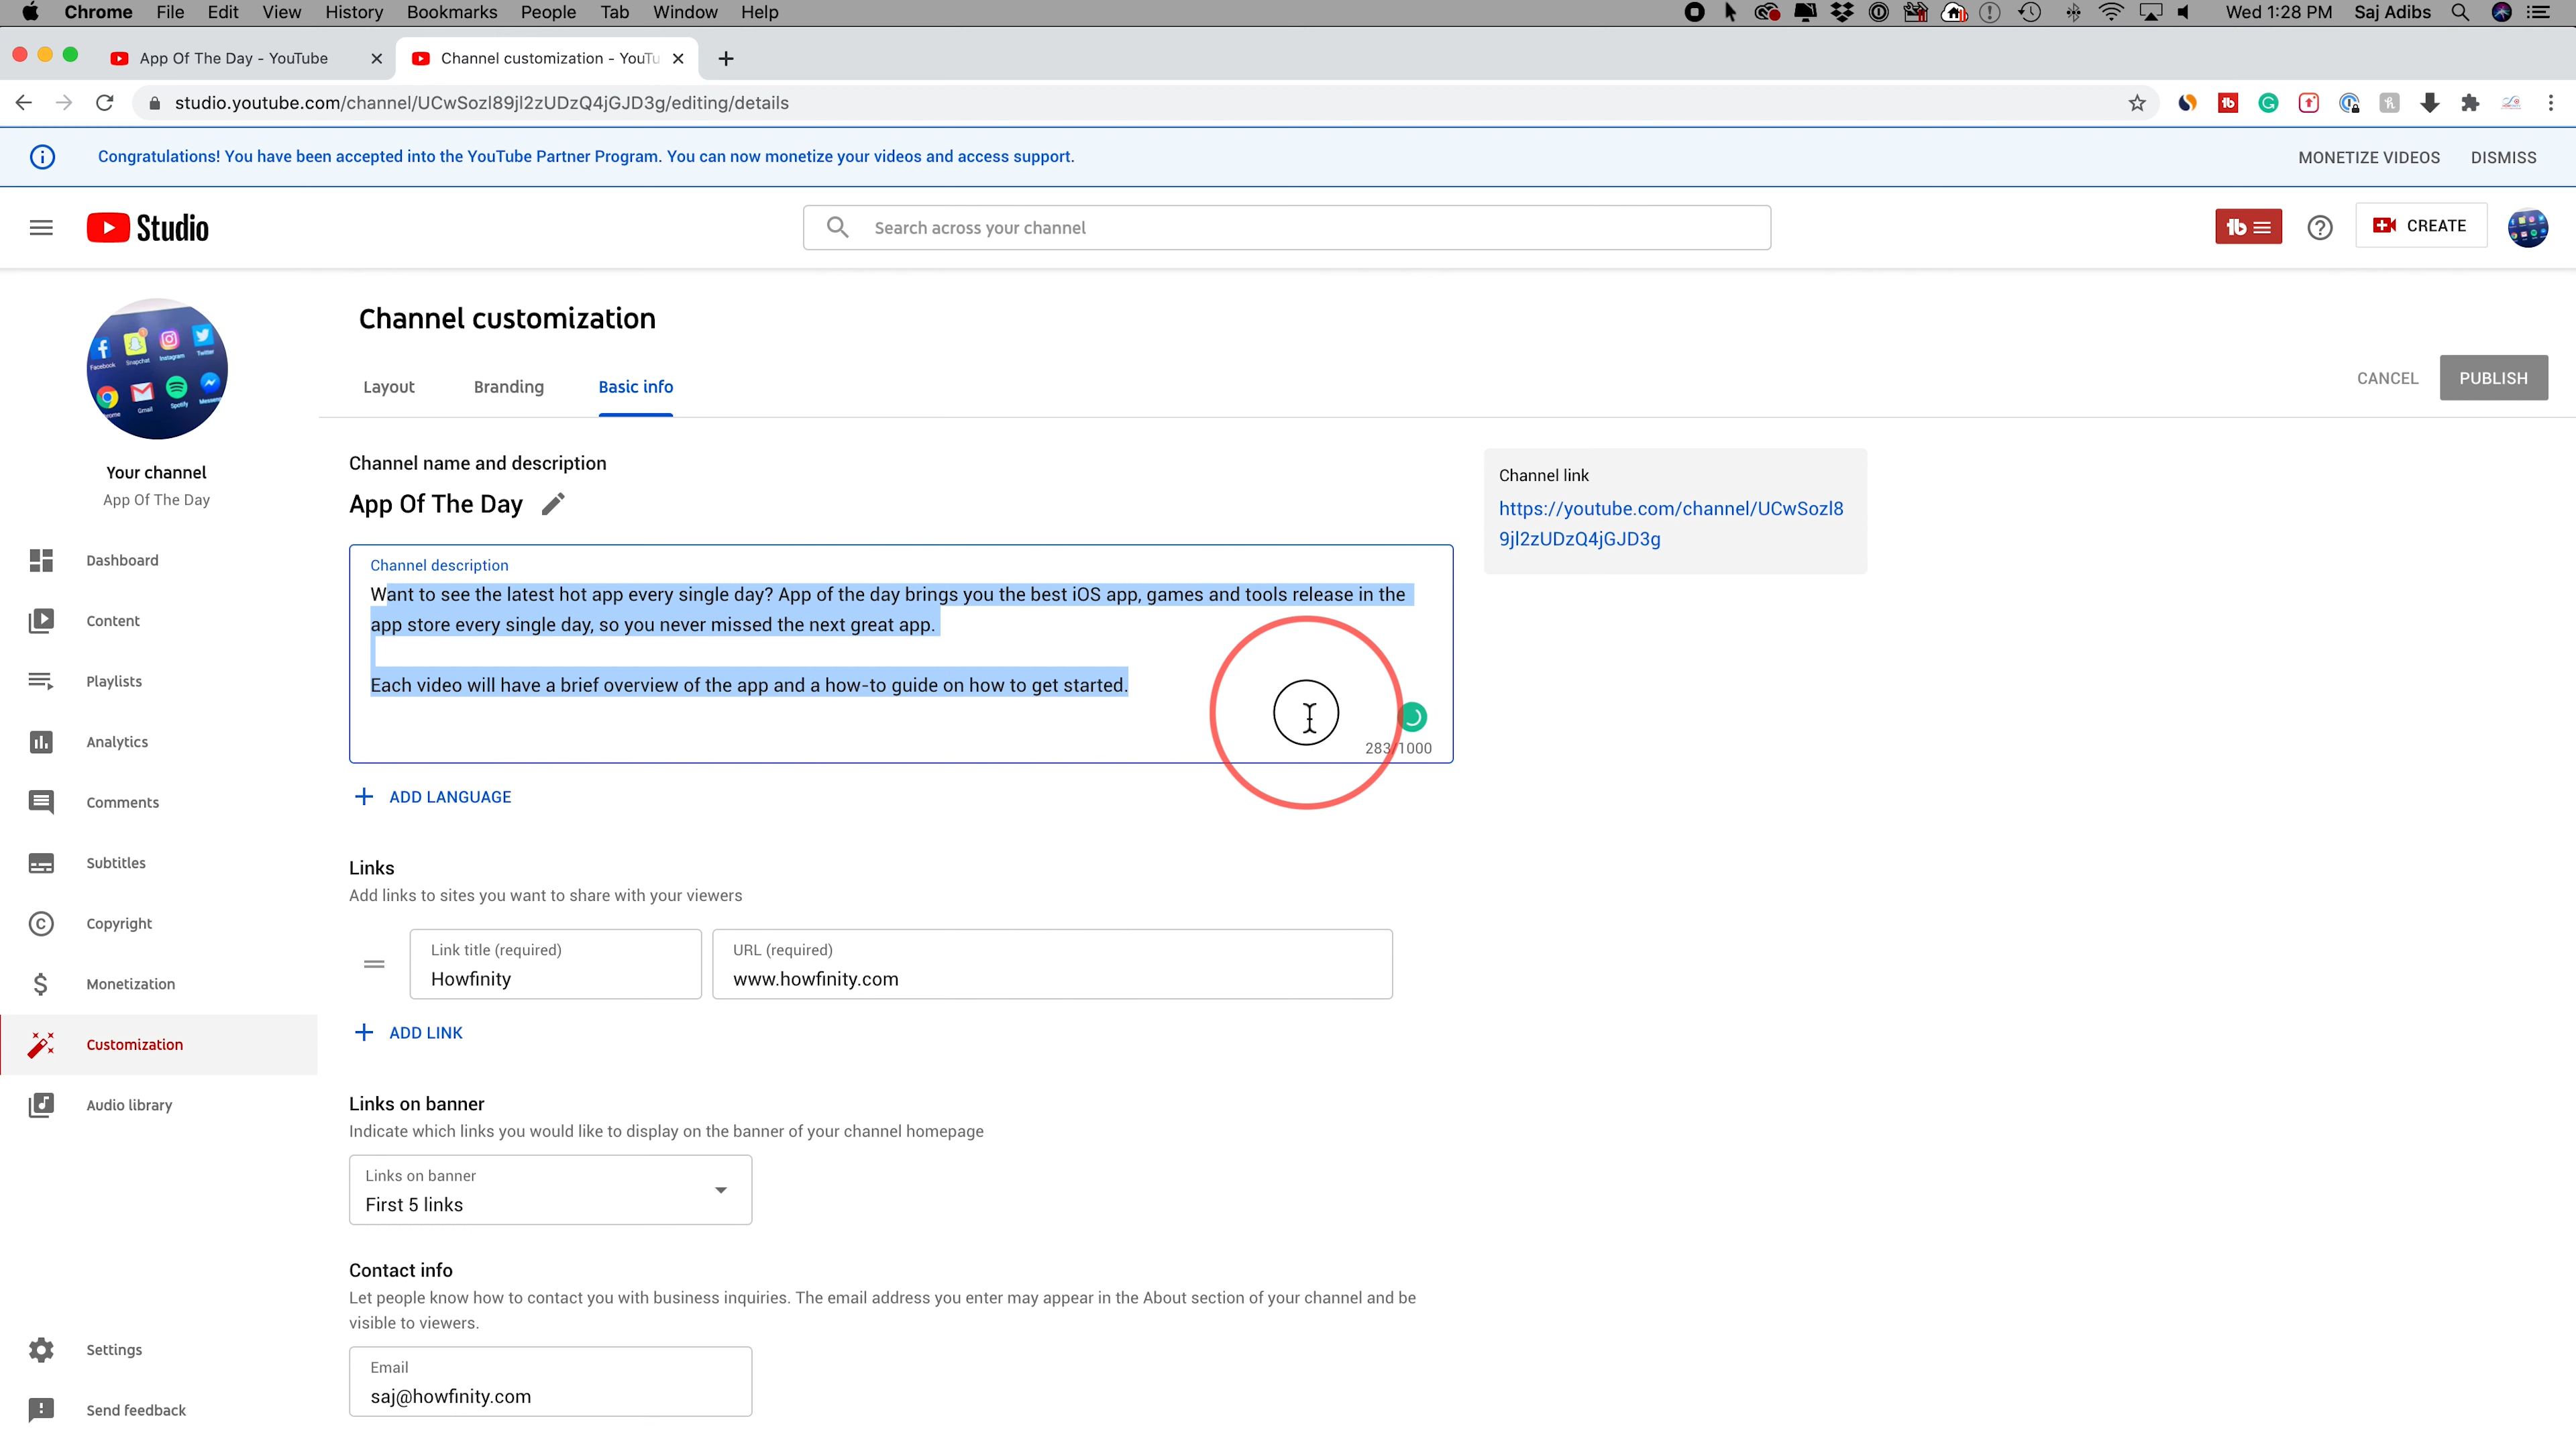 Chrome File Edit View History Bookmarks People Tab Window Help Wed 1:28 PM Saj Adibs
App Of The Day - YouTube
Channel customization - YouTu
studio.youtube.com/channel/UCwSozl89jl2zUDzQ4jGJD3g/editing/details
Congratulations! You have been accepted into the YouTube Partner Program. You can now monetize your videos and access support.
MONETIZE VIDEOS DISMISS
Studio
Search across your channel
CREATE
Channel customization
Layout Branding Basic info
CANCEL PUBLISH
Facebook Snapchat Instagram Twitter
Gmail Spotify
Your channel
App Of The Day
Dashboard
Content
Playlists
Analytics
Comments
Subtitles
Copyright
Monetization
Customization
Audio library
Settings
Send feedback
Channel name and description
App Of The Day
Channel description
Want to see the latest hot app every single day? App of the day brings you the best iOS app, games and tools release in the
app store every single day, so you never missed the next great app.
Each video will have a brief overview of the app and a how-to guide on how to get started.
283/1000
ADD LANGUAGE
Channel link
https://youtube.com/channel/UCwSozl8
9jl2zUDzQ4jGJD3g
Links
Add links to sites you want to share with your viewers
Link title (required)
Howfinity
URL (required)
www.howfinity.com
ADD LINK
Links on banner
Indicate which links you would like to display on the banner of your channel homepage
Links on banner
First 5 links
Contact info
Let people know how to contact you with business inquiries. The email address you enter may appear in the About section of your channel and be
visible to viewers.
Email
saj@howfinity.com